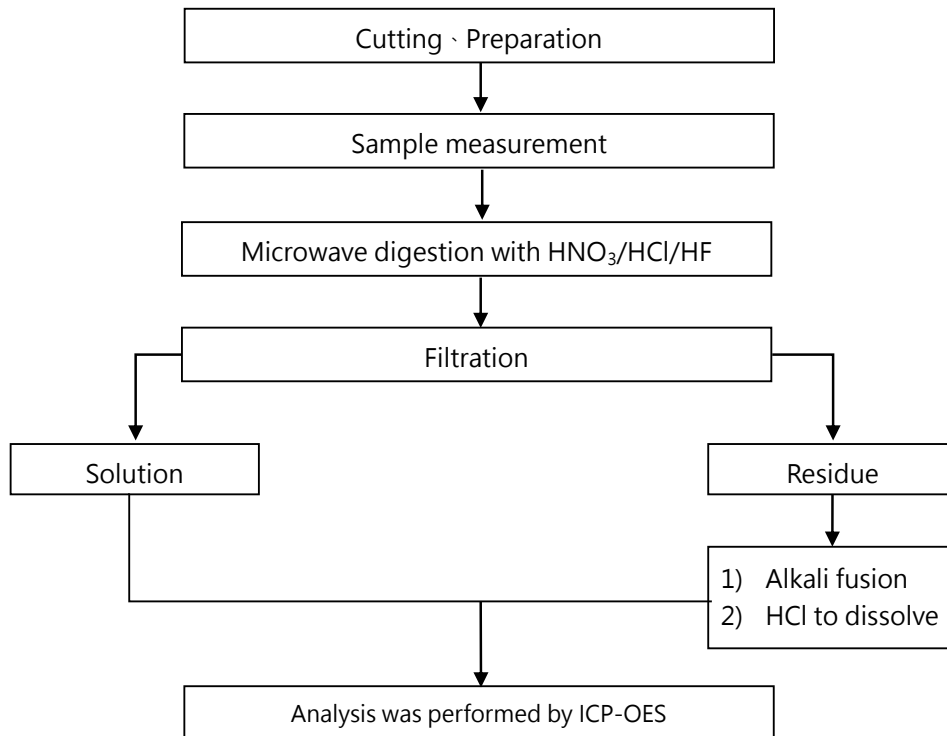 Cutting、Preparation
Sample measurement
Microwave digestion with HNO₃/HCl/HF
Filtration
Solution
Residue
1) Alkali fusion
2) HCl to dissolve
Analysis was performed by ICP-OES